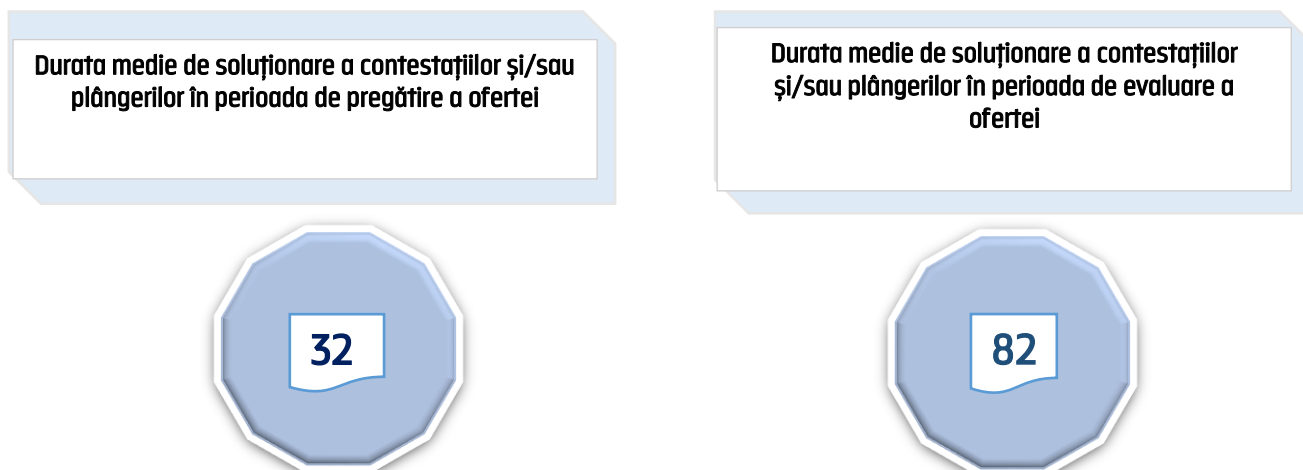 Durata medie de soluționare a contestațiilor și/sau
plângerilor în perioada de pregătire a ofertei
32
Durata medie de soluționare a contestațiilor
și/sau plângerilor în perioada de evaluare a
ofertei
82